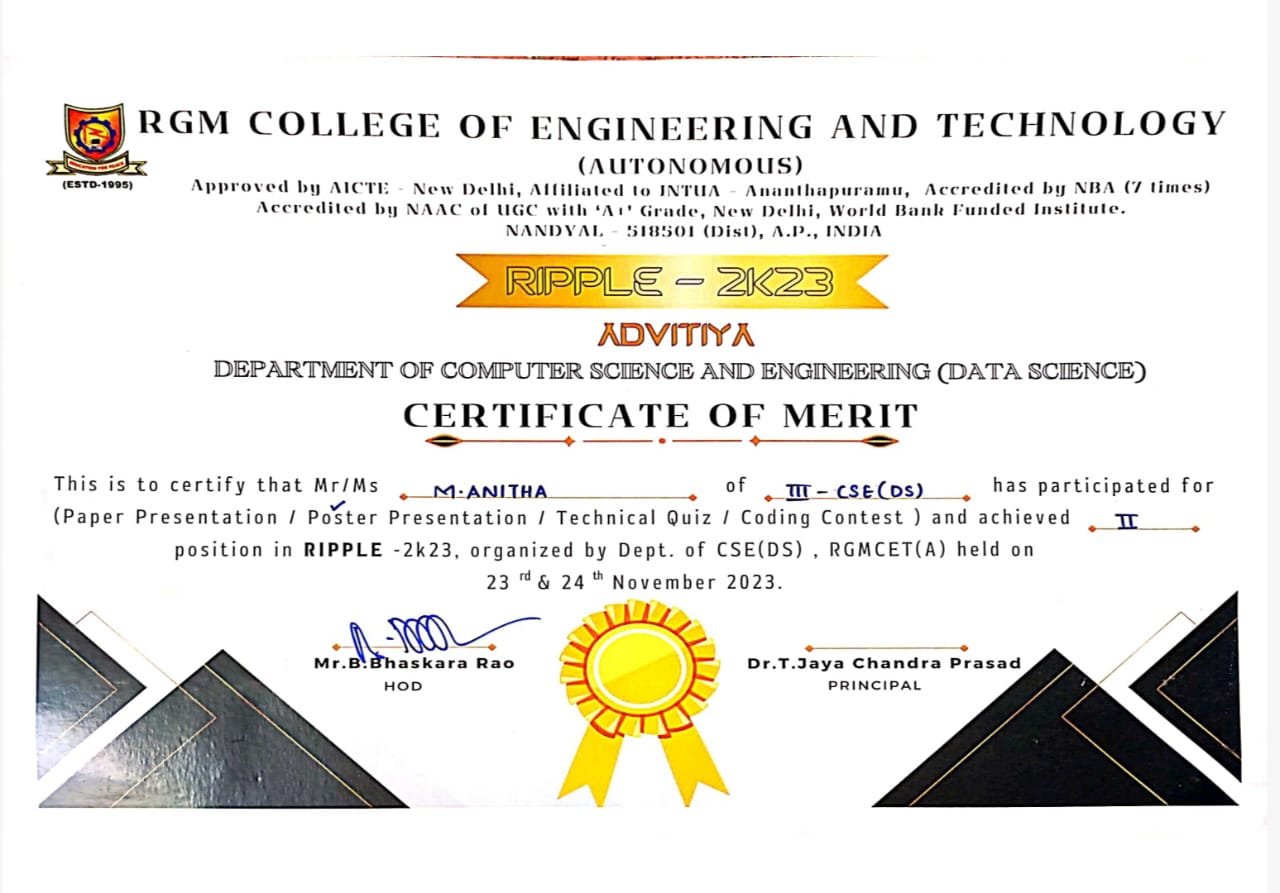 RGM COLLEGE OF ENGINEERING AND TECHNOLOGY
(AUTONOMOUS)
EDUCATION FOR PEACE
(ESTD-1995)
Approved by AICTE - New Delhi, Affiliated to JNTUA - Ananthapuramu, Accredited by NBA (7 times)
Accredited by NAAC of UGC with ‘A+’ Grade, New Delhi, World Bank Funded Institute.
NANDYAL - 518501 (Dist), A.P., INDIA
RIPPLE - 2K23
ADVITIYA
DEPARTMENT OF COMPUTER SCIENCE AND ENGINEERING (DATA SCIENCE)
CERTIFICATE OF MERIT
This is to certify that Mr/Ms M.ANITHA of III - CSE(DS) has participated for
(Paper Presentation / Poster Presentation / Technical Quiz / Coding Contest ) and achieved II
position in RIPPLE -2k23, organized by Dept. of CSE(DS) , RGMCET(A) held on
23 rd & 24 th November 2023.
Mr.B.Bhaskara Rao
HOD
Dr.T.Jaya Chandra Prasad
PRINCIPAL